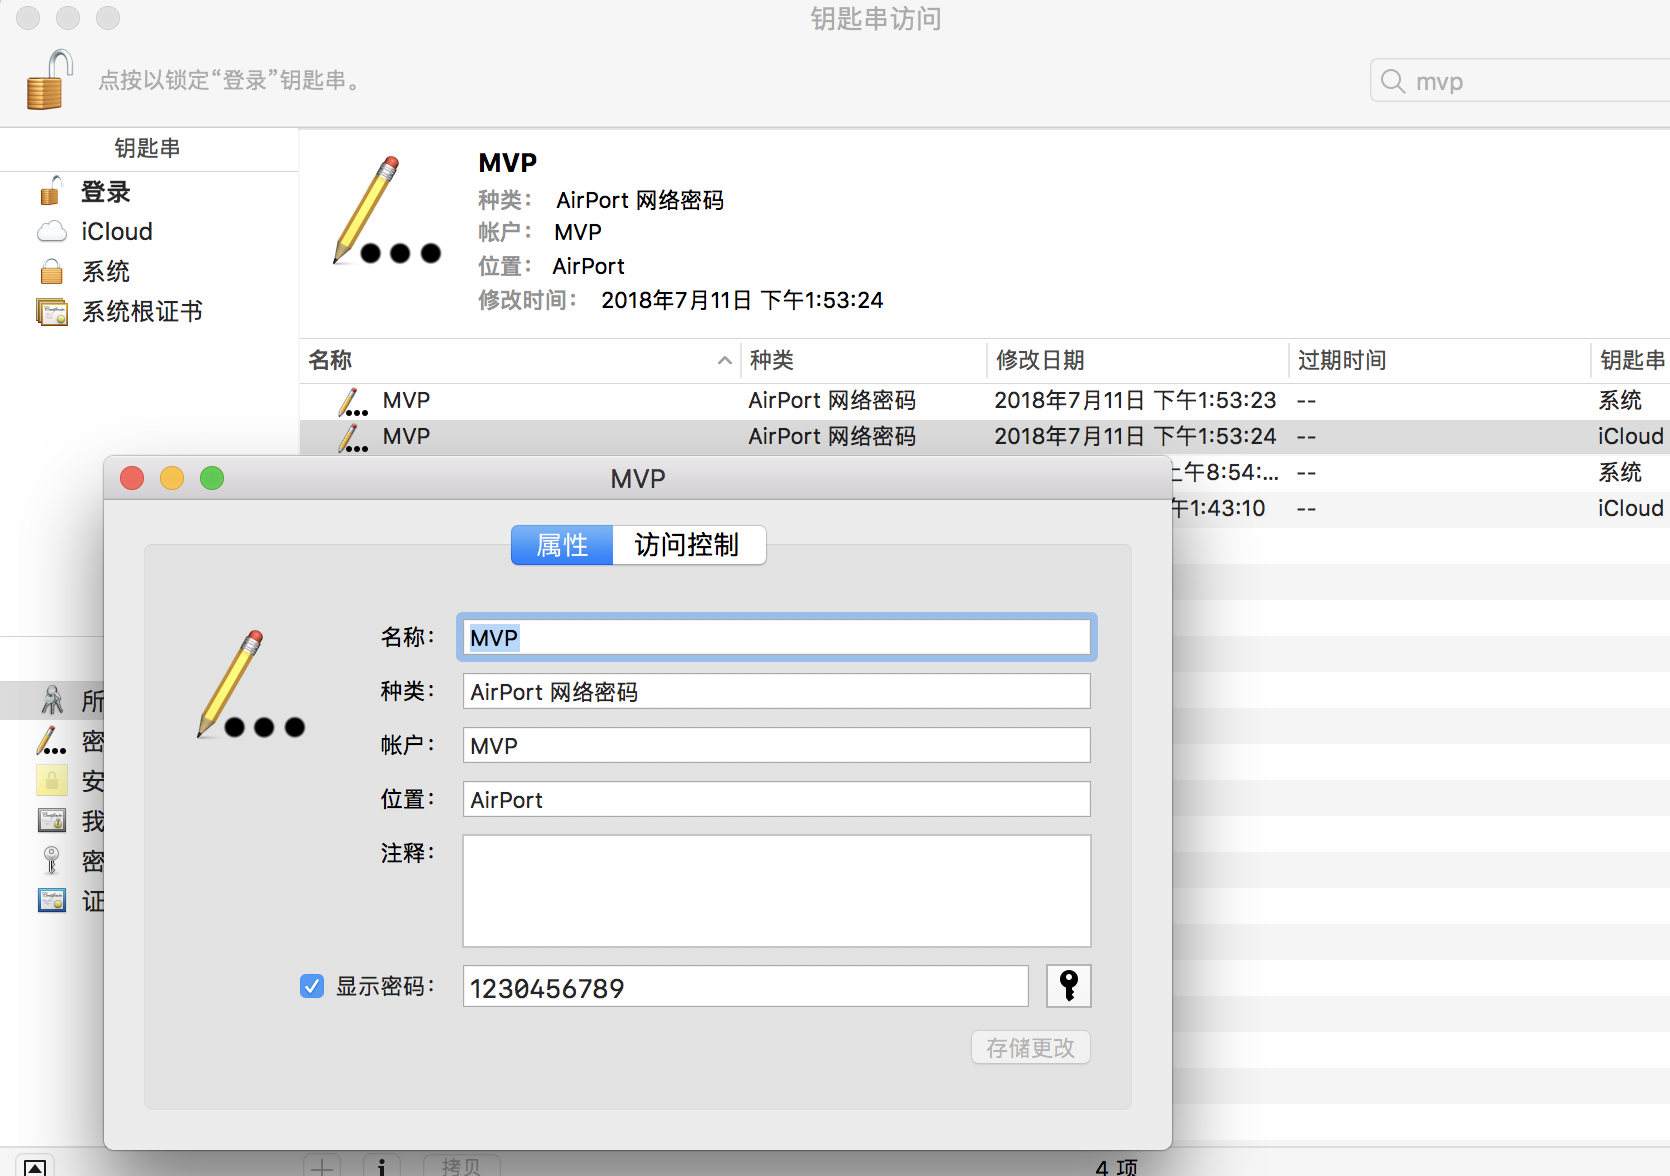 钥匙串访问
点按以锁定“登录”钥匙串。
mvp
钥匙串
登录
iCloud
系统
系统根证书
MVP
种类： AirPort 网络密码
帐户： MVP
位置： AirPort
修改时间： 2018年7月11日 下午1:53:24
名称 种类 修改日期 过期时间 钥匙串
MVP AirPort 网络密码 2018年7月11日 下午1:53:23 -- 系统
MVP AirPort 网络密码 2018年7月11日 下午1:53:24 -- iCloud
上午8:54:... -- 系统
午1:43:10 -- iCloud
所
密
安
我
密
证
MVP
属性 访问控制
名称： MVP
种类： AirPort 网络密码
帐户： MVP
位置： AirPort
注释：
显示密码： 1230456789
存储更改
拷贝
4 项